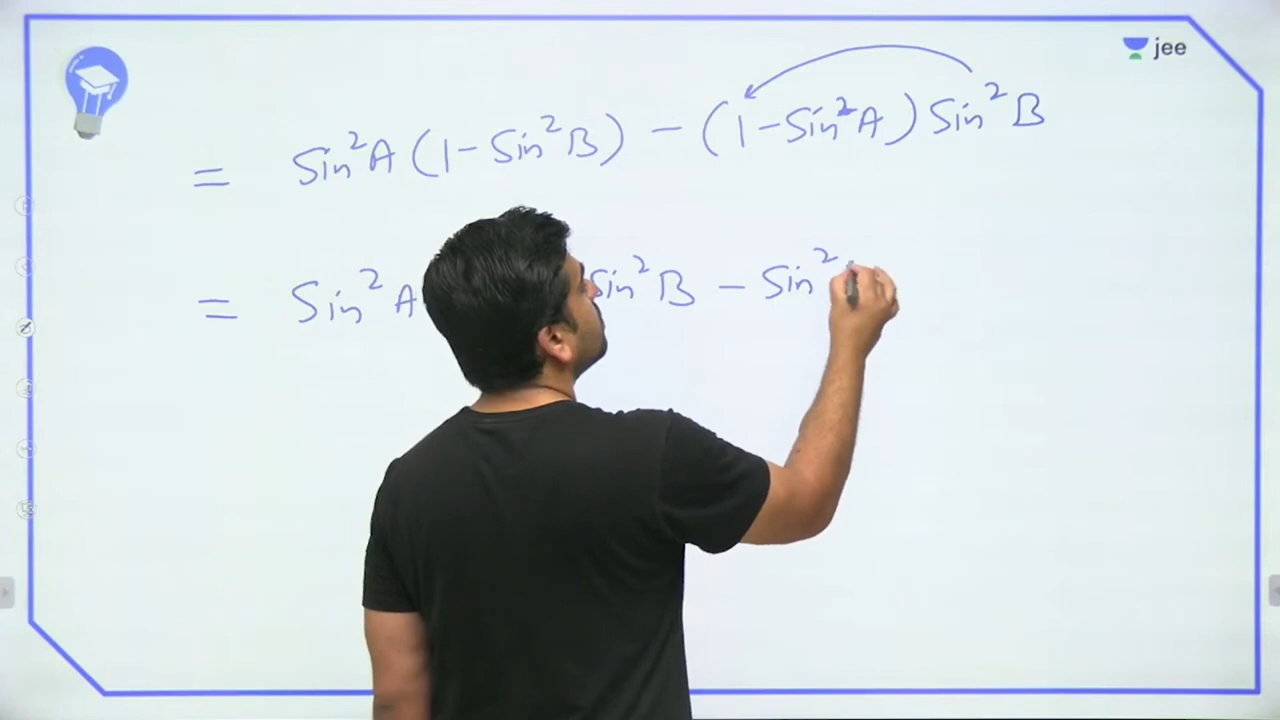 jee
= Sin²A (1 - Sin²B) - (1 - Sin²A) Sin²B
= Sin²A Sin²B - Sin²